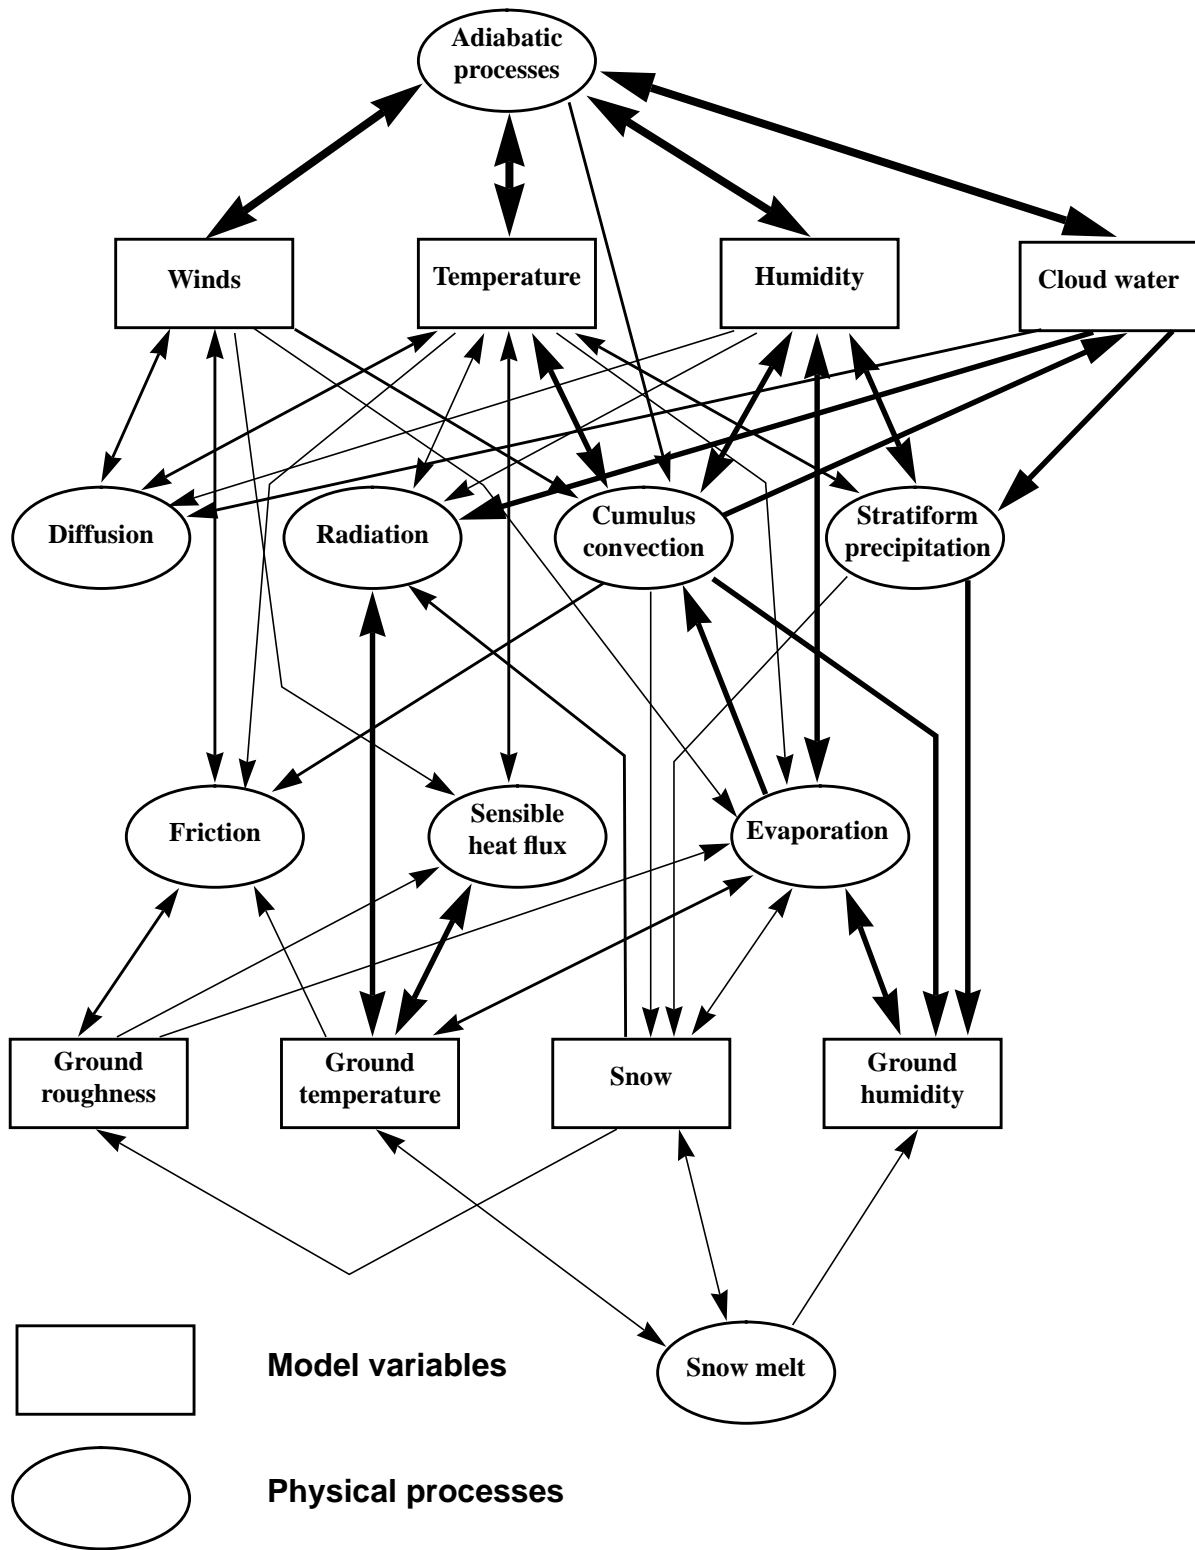 Adiabatic
processes
Winds
Temperature
Humidity
Cloud water
Diffusion
Radiation
Cumulus
convection
Stratiform
precipitation
Friction
Sensible
heat flux
Evaporation
Ground
roughness
Ground
temperature
Snow
Ground
humidity
Snow melt
Model variables
Physical processes